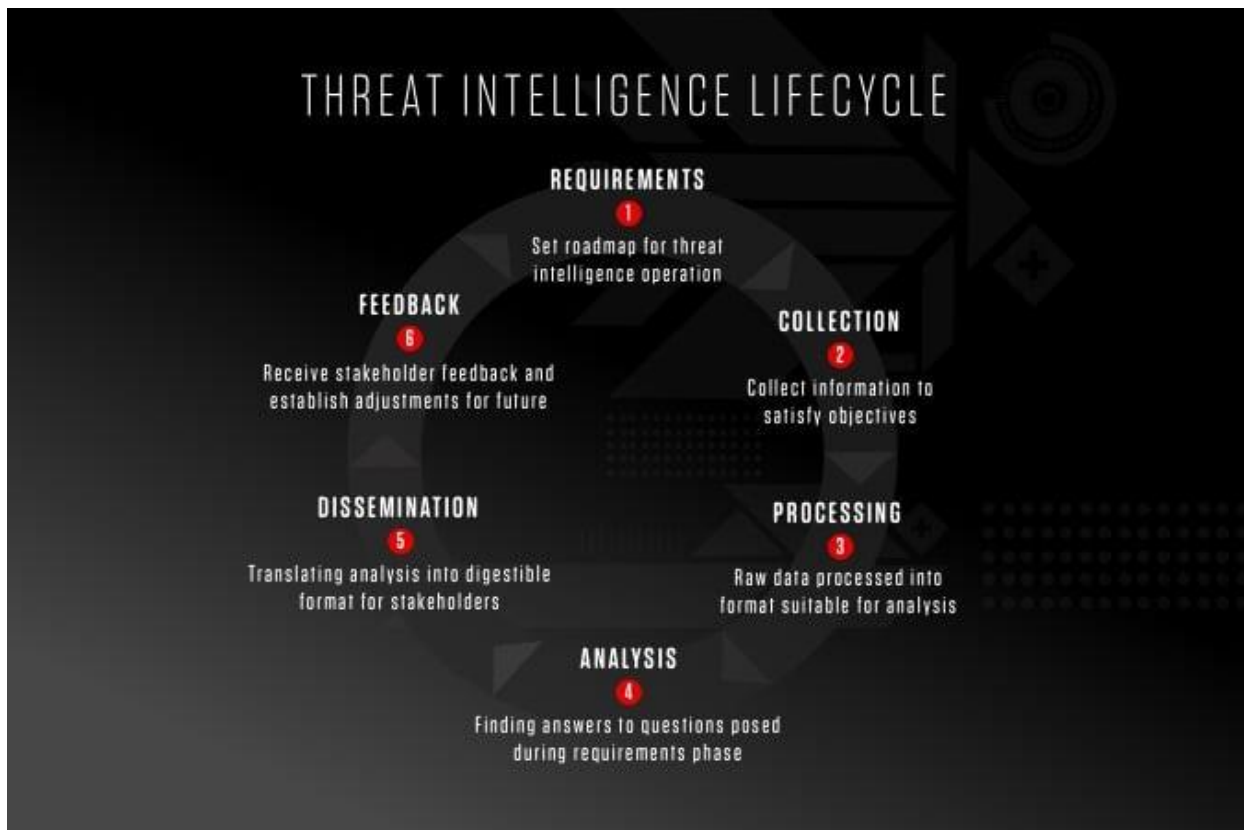 THREAT INTELLIGENCE LIFECYCLE
REQUIREMENTS
1
Set roadmap for threat
intelligence operation
COLLECTION
2
Collect information to
satisfy objectives
PROCESSING
3
Raw data processed into
format suitable for analysis
ANALYSIS
4
Finding answers to questions posed
during requirements phase
DISSEMINATION
5
Translating analysis into digestible
format for stakeholders
FEEDBACK
6
Receive stakeholder feedback and
establish adjustments for future